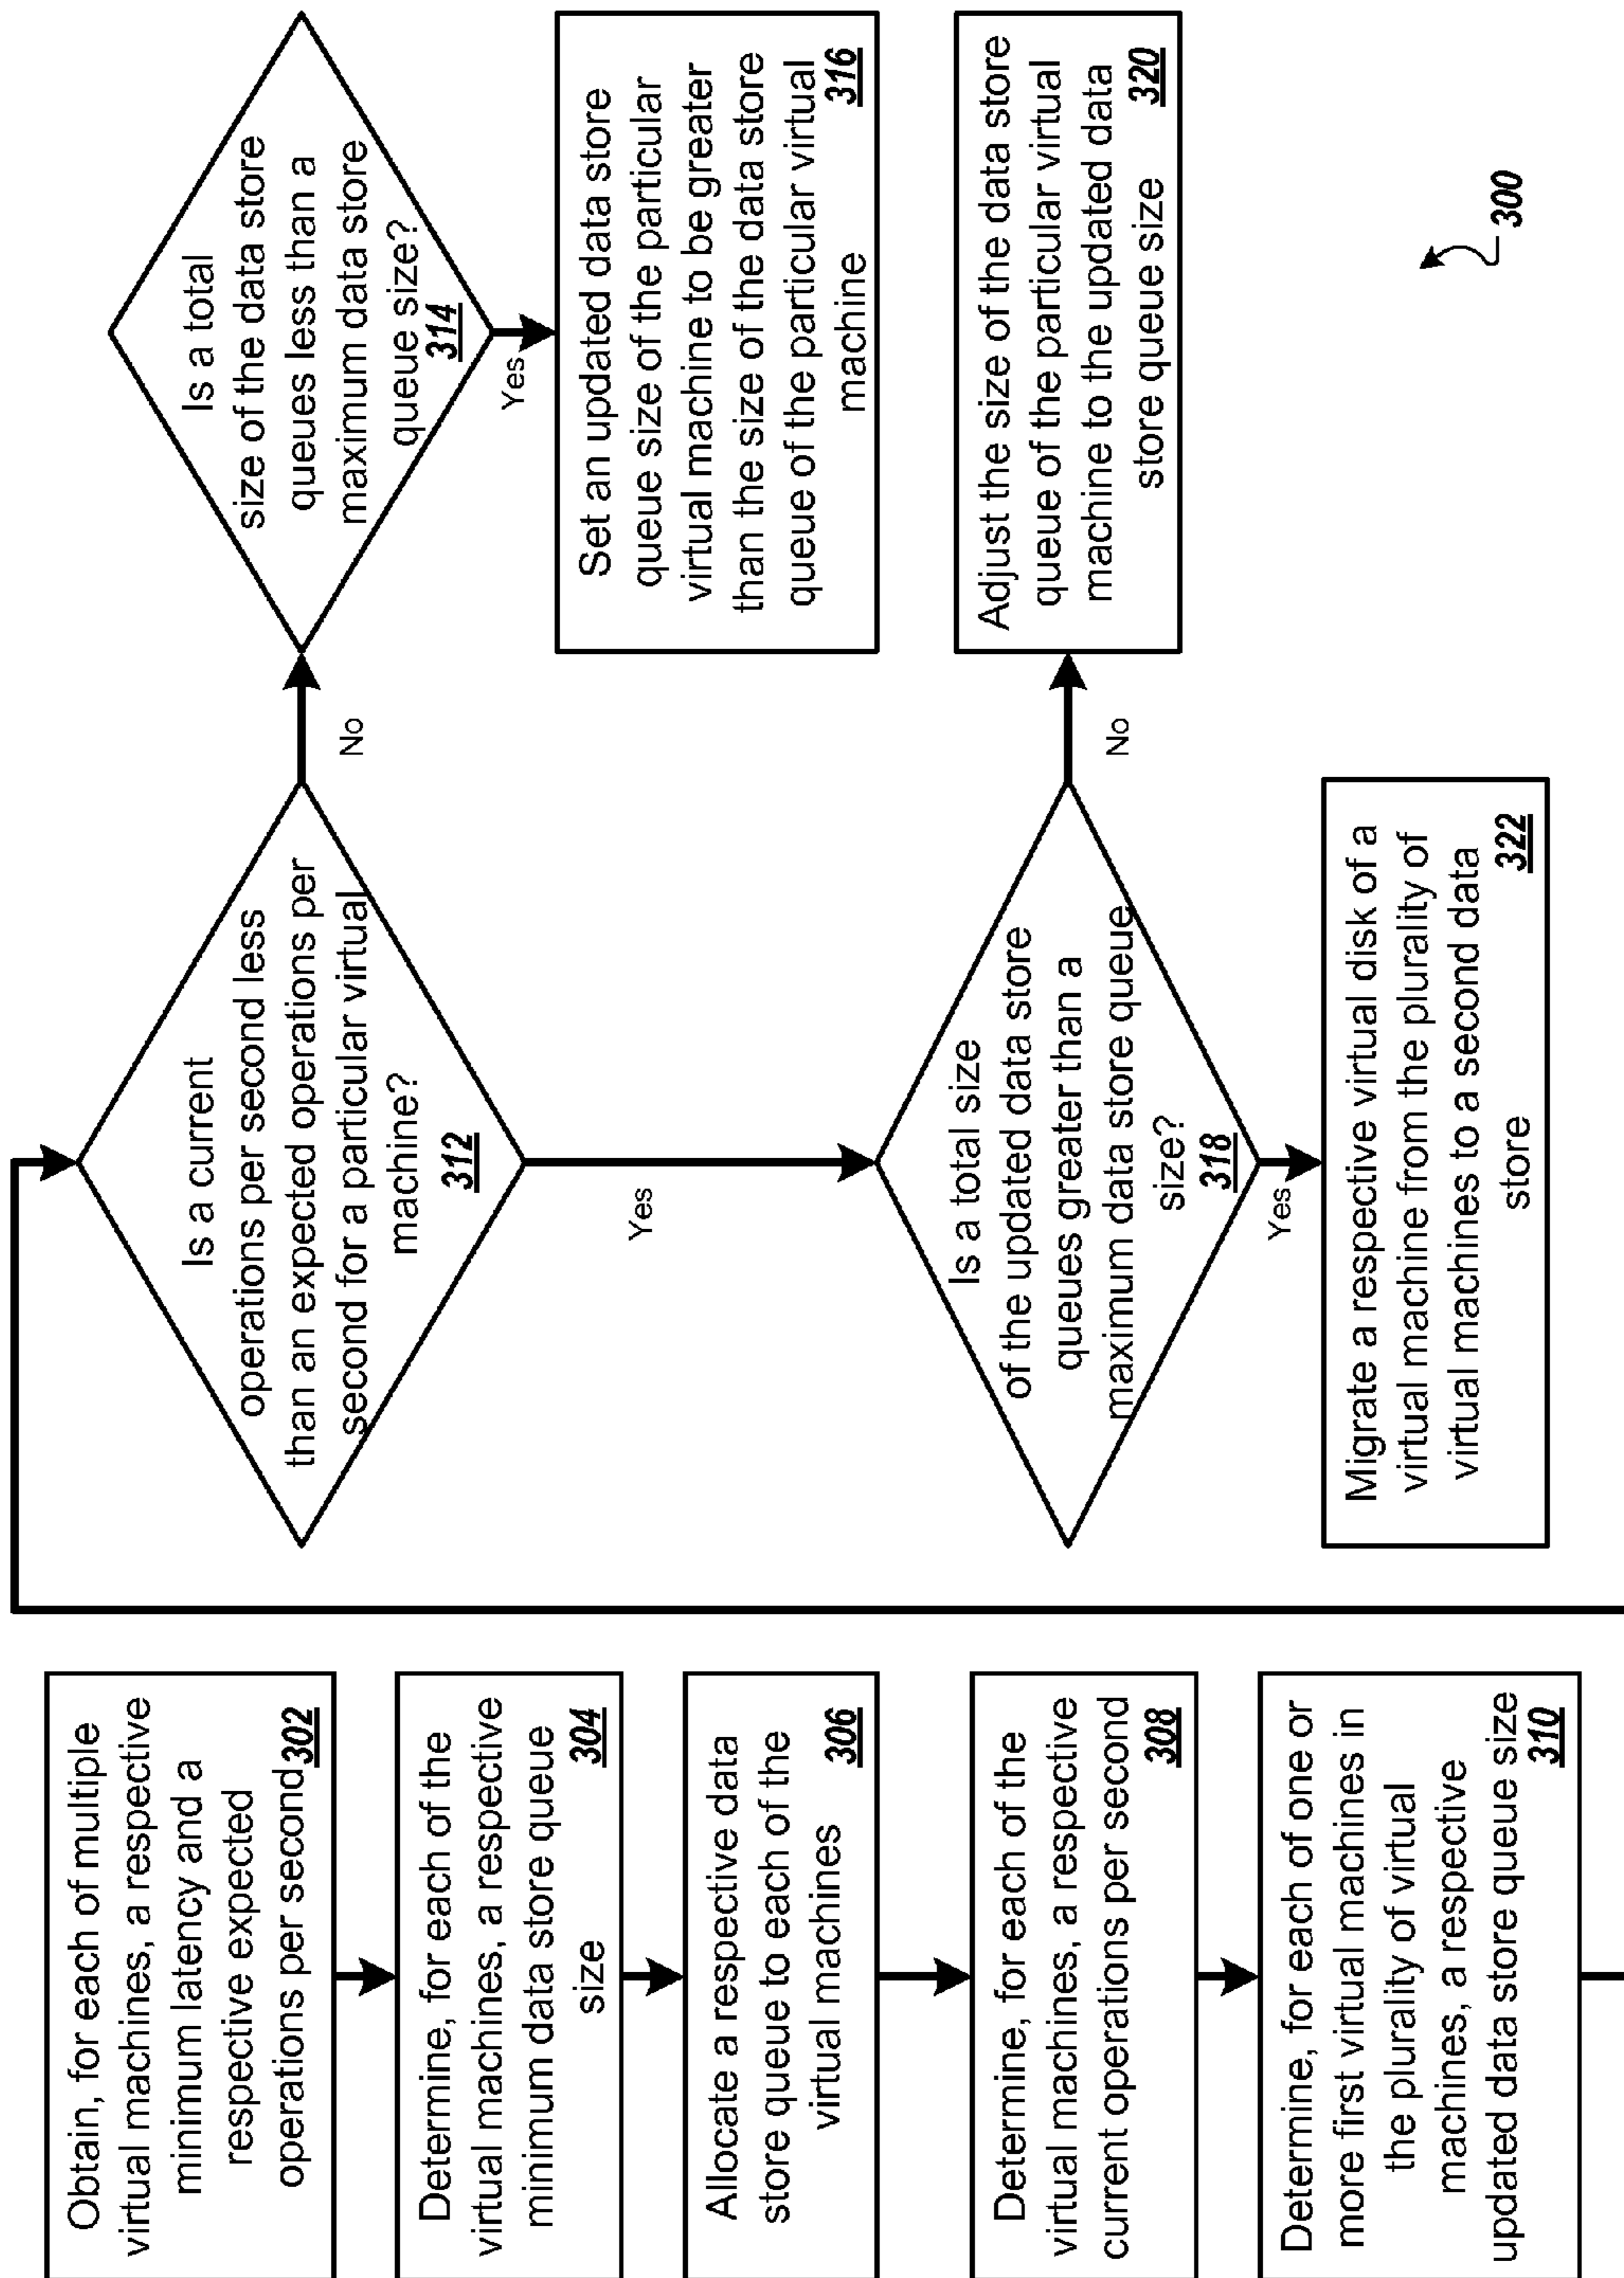 Obtain, for each of multiple
virtual machines, a respective
minimum latency and a
respective expected
operations per second 302
Determine, for each of the
virtual machines, a respective
minimum data store queue
size 304
Allocate a respective data
store queue to each of the
virtual machines 306
Determine, for each of the
virtual machines, a respective
current operations per second
308
Determine, for each of one or
more first virtual machines in
the plurality of virtual
machines, a respective
updated data store queue size
310
Is a current
operations per second less
than an expected operations per
second for a particular virtual
machine?
312
No
Yes
Is a total
size of the data store
queues less than a
maximum data store
queue size?
314
Yes
Set an updated data store
queue size of the particular
virtual machine to be greater
than the size of the data store
queue of the particular virtual
machine 316
Is a total size
of the updated data store
queues greater than a
maximum data store queue
size?
318
No
Yes
Adjust the size of the data store
queue of the particular virtual
machine to the updated data
store queue size 320
Migrate a respective virtual disk of a
virtual machine from the plurality of
virtual machines to a second data
store 322
300